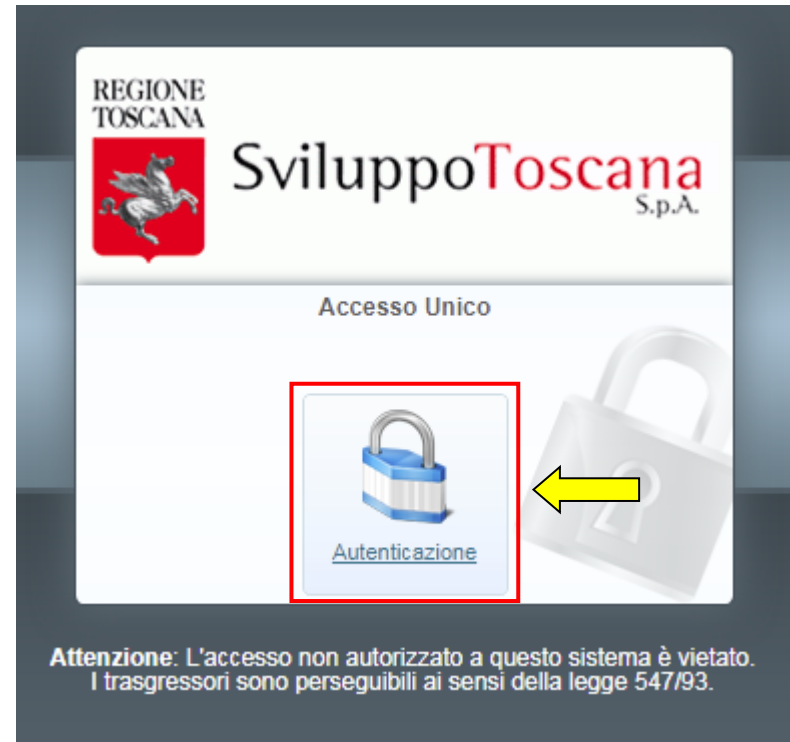 REGIONE
TOSCANA
SviluppoToscana
S.p.A.
Accesso Unico
Autenticazione
Attenzione: L'accesso non autorizzato a questo sistema è vietato.
I trasgressori sono perseguibili ai sensi della legge 547/93.